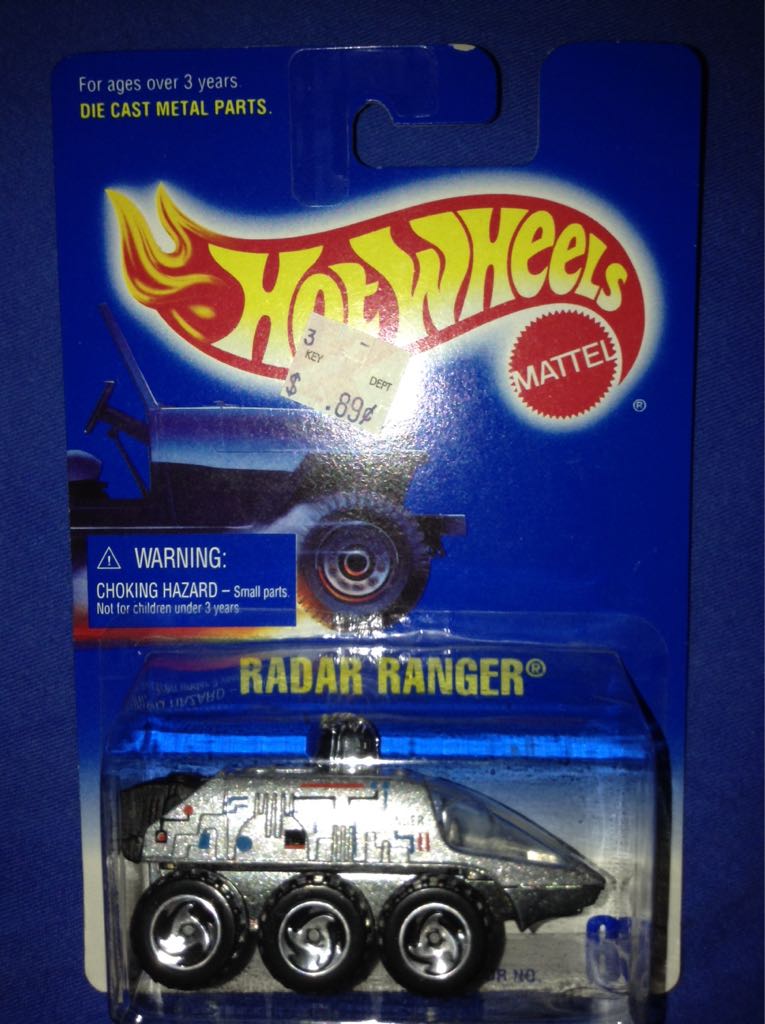 For ages over 3 years.
DIE CAST METAL PARTS.
HOT WHEELS
MATTEL
®
3 -
KEY DEPT
$ .89¢
WARNING:
CHOKING HAZARD – Small parts.
Not for children under 3 years
RADAR RANGER®
NO.